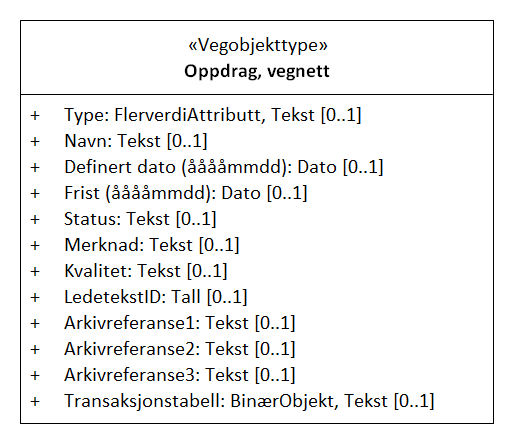 «Vegobjekttype»
Oppdrag, vegnett
+ Type: FlerverdiAttributt, Tekst [0..1]
+ Navn: Tekst [0..1]
+ Definert dato (ååååmmdd): Dato [0..1]
+ Frist (ååååmmdd): Dato [0..1]
+ Status: Tekst [0..1]
+ Merknad: Tekst [0..1]
+ Kvalitet: Tekst [0..1]
+ LedetekstID: Tall [0..1]
+ Arkivreferanse1: Tekst [0..1]
+ Arkivreferanse2: Tekst [0..1]
+ Arkivreferanse3: Tekst [0..1]
+ Transaksjonstabell: BinærObjekt, Tekst [0..1]